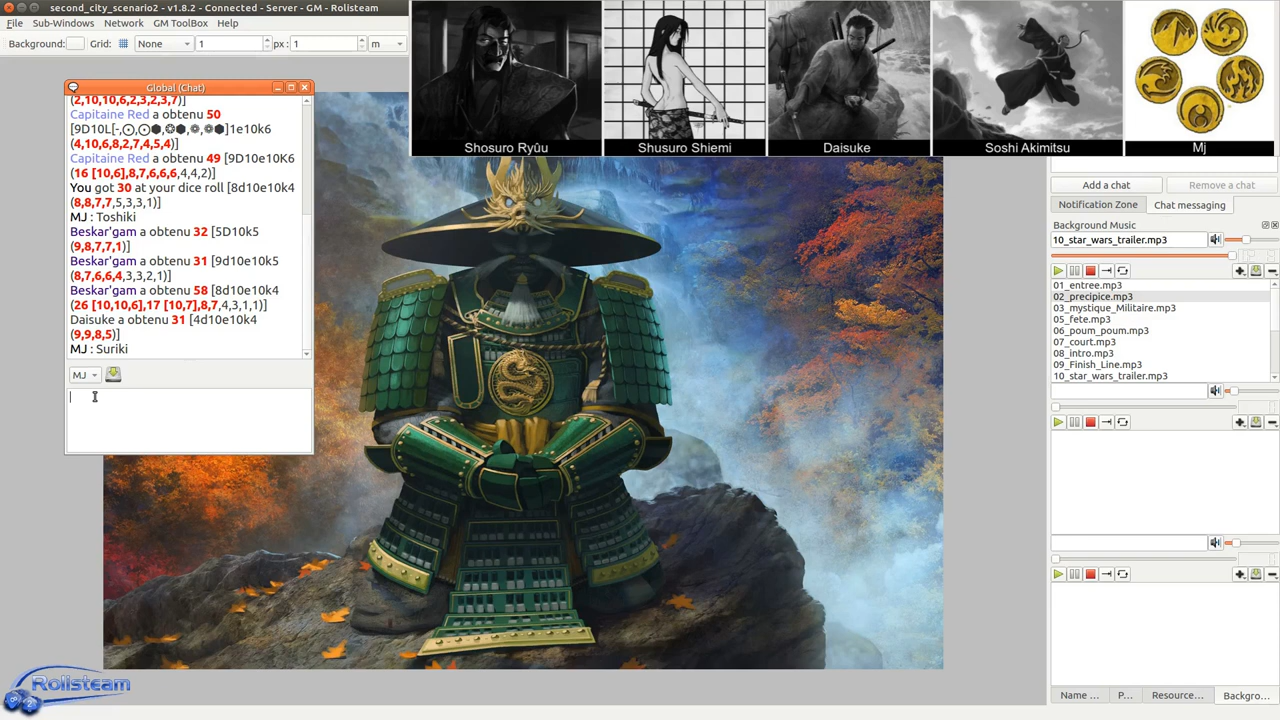 second_city_scenario2 - v1.8.2 - Connected - Server - GM - Rolisteam
File Sub-Windows Network GM ToolBox Help
Background: Grid: None 1 px : 1 m
Shosuro Ryûu Shusuro Shiemi Daisuke Soshi Akimitsu Mj
Global (Chat)
(2,10,10,6,2,3,2,3,7)]
Capitaine Red a obtenu 50
1e10k6
(4,10,6,8,2,7,4,5,4)]
Capitaine Red a obtenu 49 [9D10e10K6
(16 [10,6],8,7,6,6,6,4,4,2)]
You got 30 at your dice roll [8d10e10k4
(8,8,7,7,5,3,3,1)]
MJ : Toshiki
Beskar'gam a obtenu 32 [5D10k5
(9,8,7,7,1)]
Beskar'gam a obtenu 31 [9d10e10k5
(8,7,6,6,4,3,3,2,1)]
Beskar'gam a obtenu 58 [8d10e10k4
(26 [10,10,6],17 [10,7],8,7,4,3,1,1)]
Daisuke a obtenu 31 [4d10e10k4
(9,9,8,5)]
MJ : Suriki
MJ
Add a chat Remove a chat
Notification Zone Chat messaging
Background Music
10_star_wars_trailer.mp3
01_entree.mp3
02_precipice.mp3
03_mystique_Militaire.mp3
05_fete.mp3
06_poum_poum.mp3
07_court.mp3
08_intro.mp3
09_Finish_Line.mp3
10_star_wars_trailer.mp3
Name ... P... Resource... Backgro...
Rolisteam